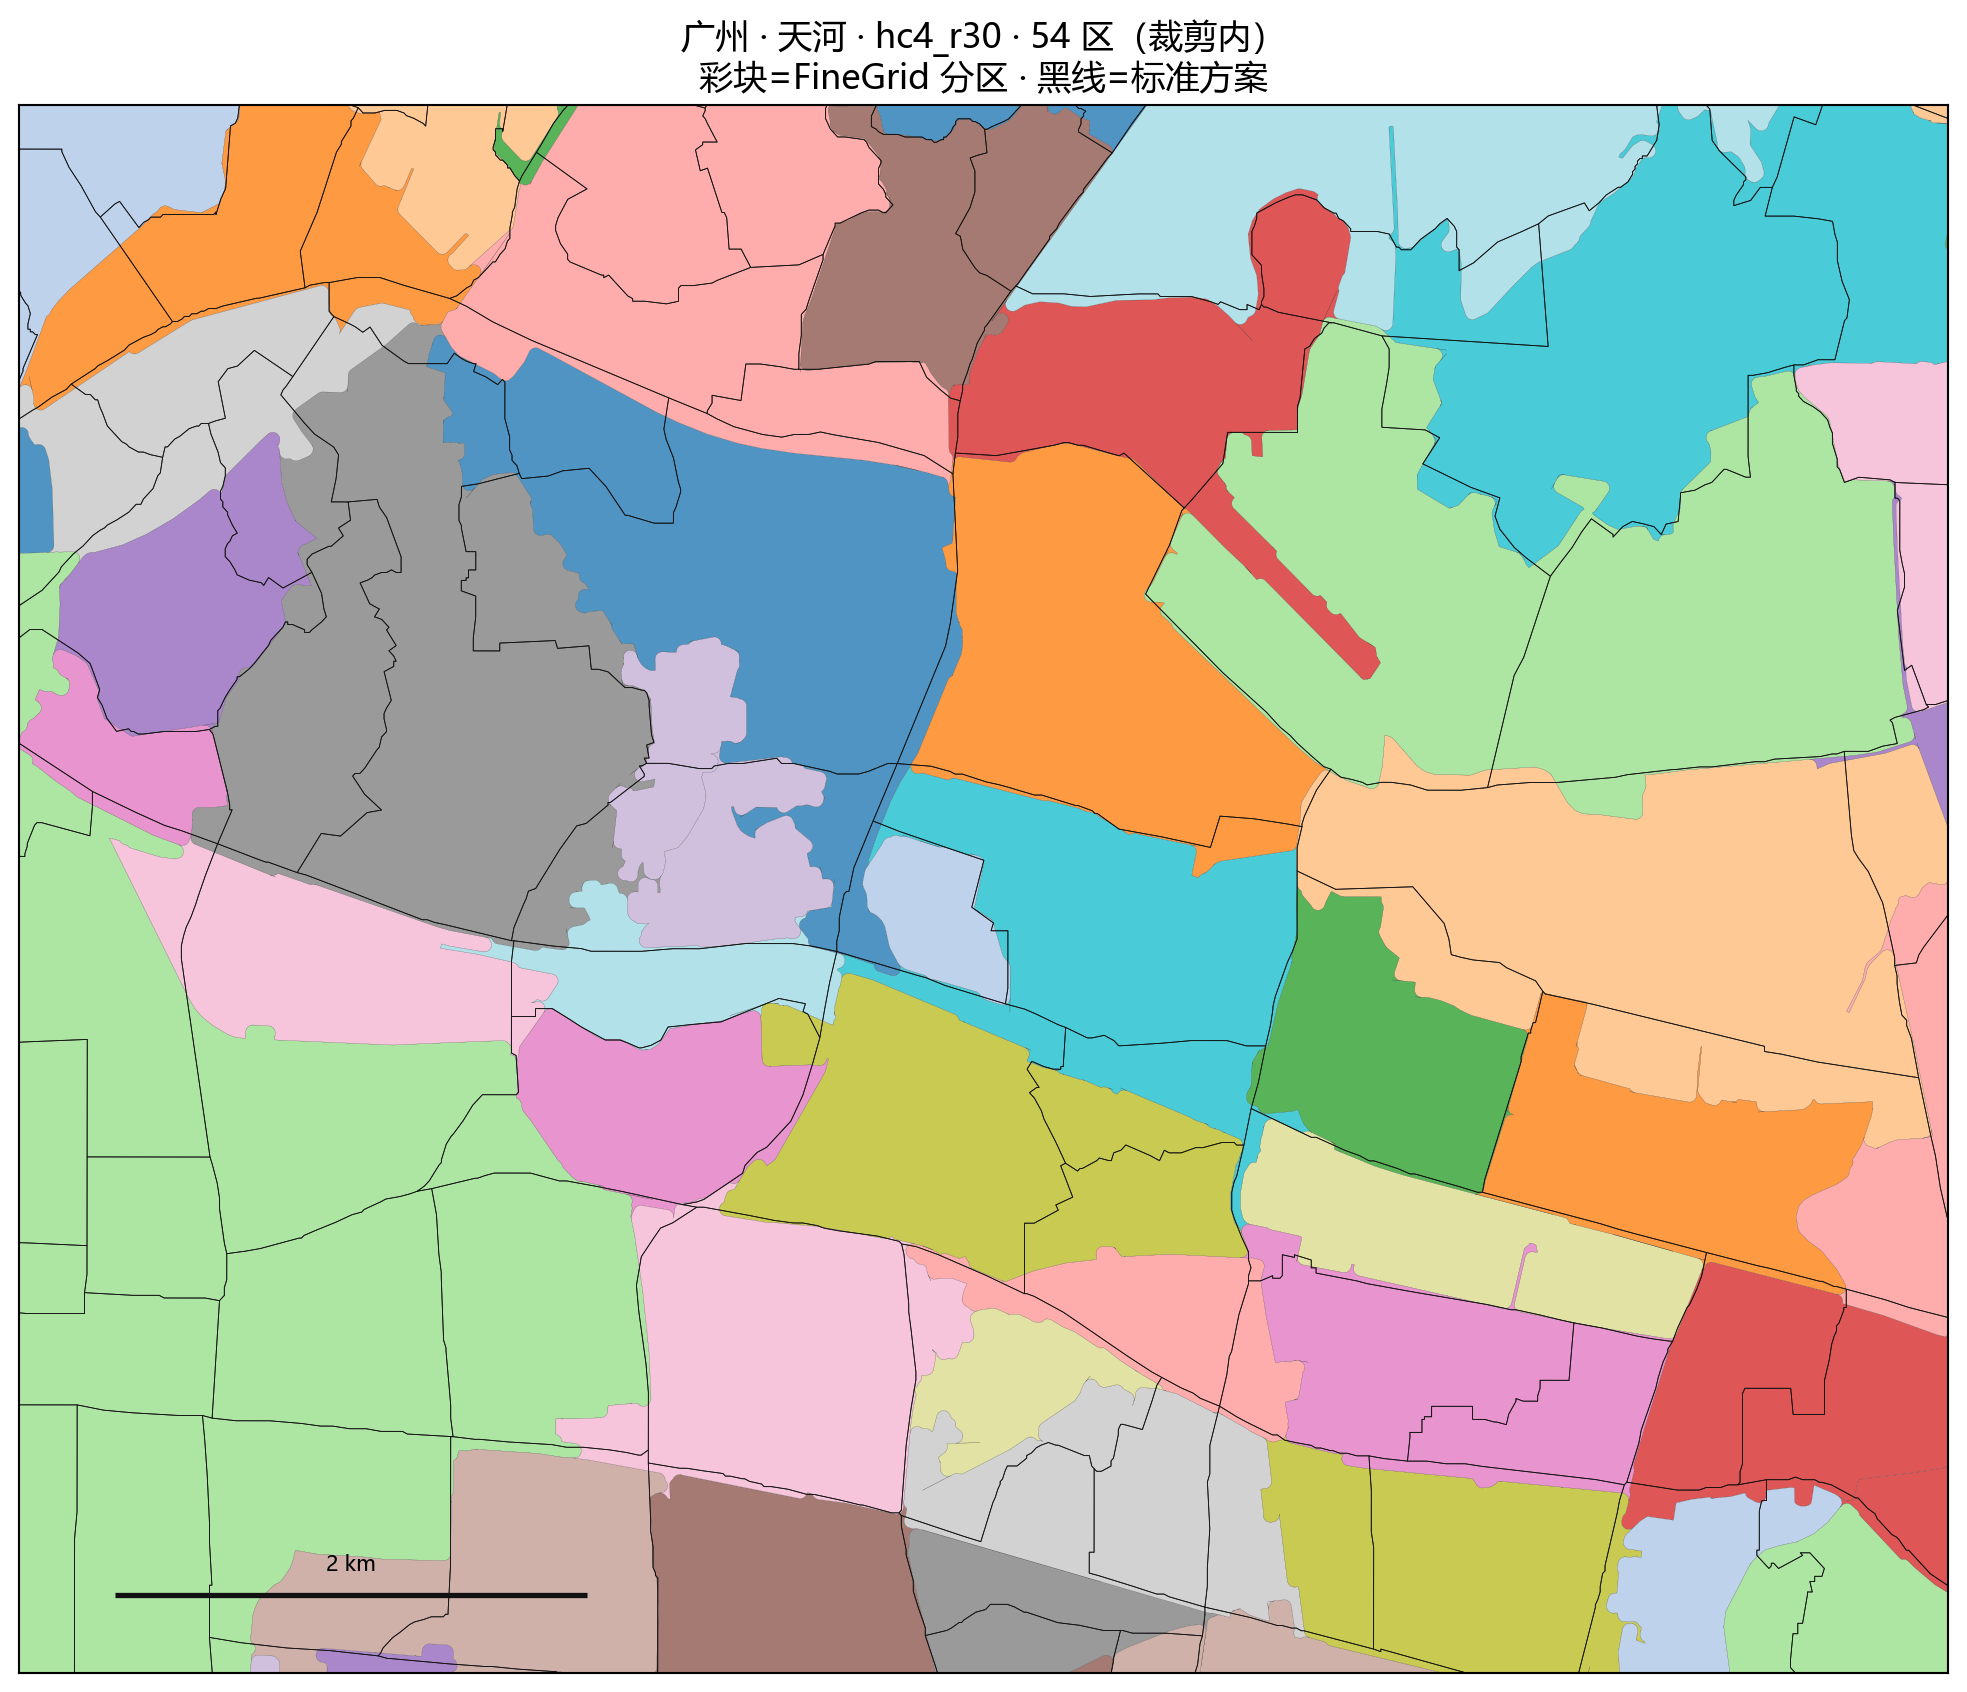 广州 · 天河 · hc4_r30 · 54 区（裁剪内）
彩块=FineGrid 分区 · 黑线=标准方案
2 km